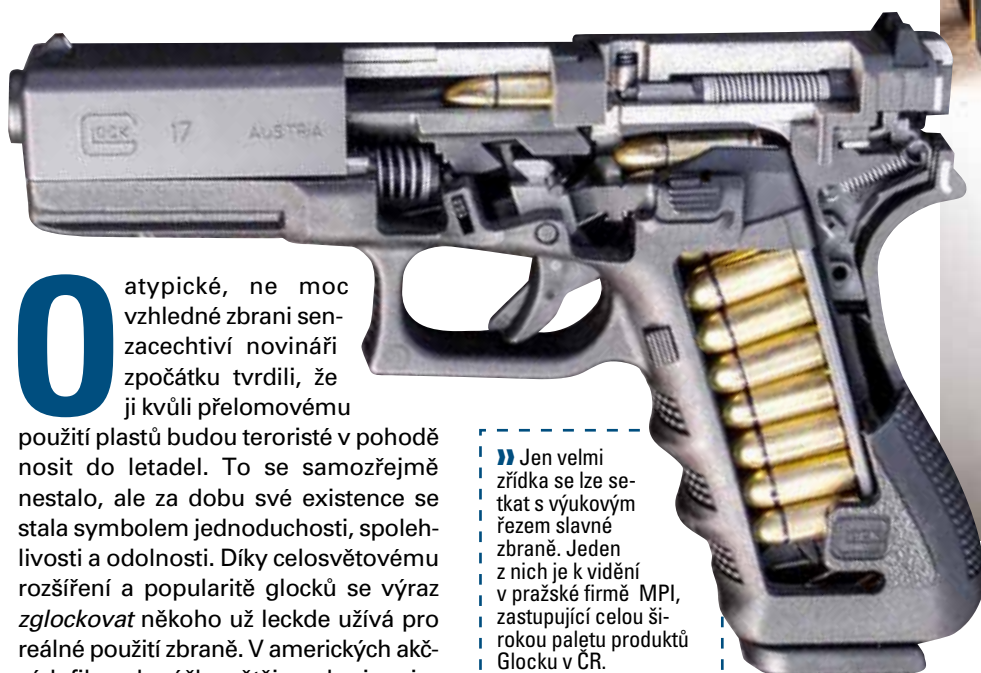 GLOCK 17 AUSTRIA
O atypické, ne moc
vzhledné zbrani sen-
zacechtiví novináři
zpočátku tvrdili, že
ji kvůli přelomovému
použití plastů budou teroristé v pohodě
nosit do letadel. To se samozřejmě
nestalo, ale za dobu své existence se
stala symbolem jednoduchosti, spoleh-
livosti a odolnosti. Díky celosvětovému
rozšíření a popularitě glocků se výraz
zglockovat někoho už leckde užívá pro
reálné použití zbraně. V amerických akč-
» Jen velmi
zřídka se lze se-
tkat s výukovým
řezem slavné
zbraně. Jeden
z nich je k vidění
v pražské firmě MPI,
zastupující celou ši-
rokou paletu produktů
Glocku v ČR.
GLOCK